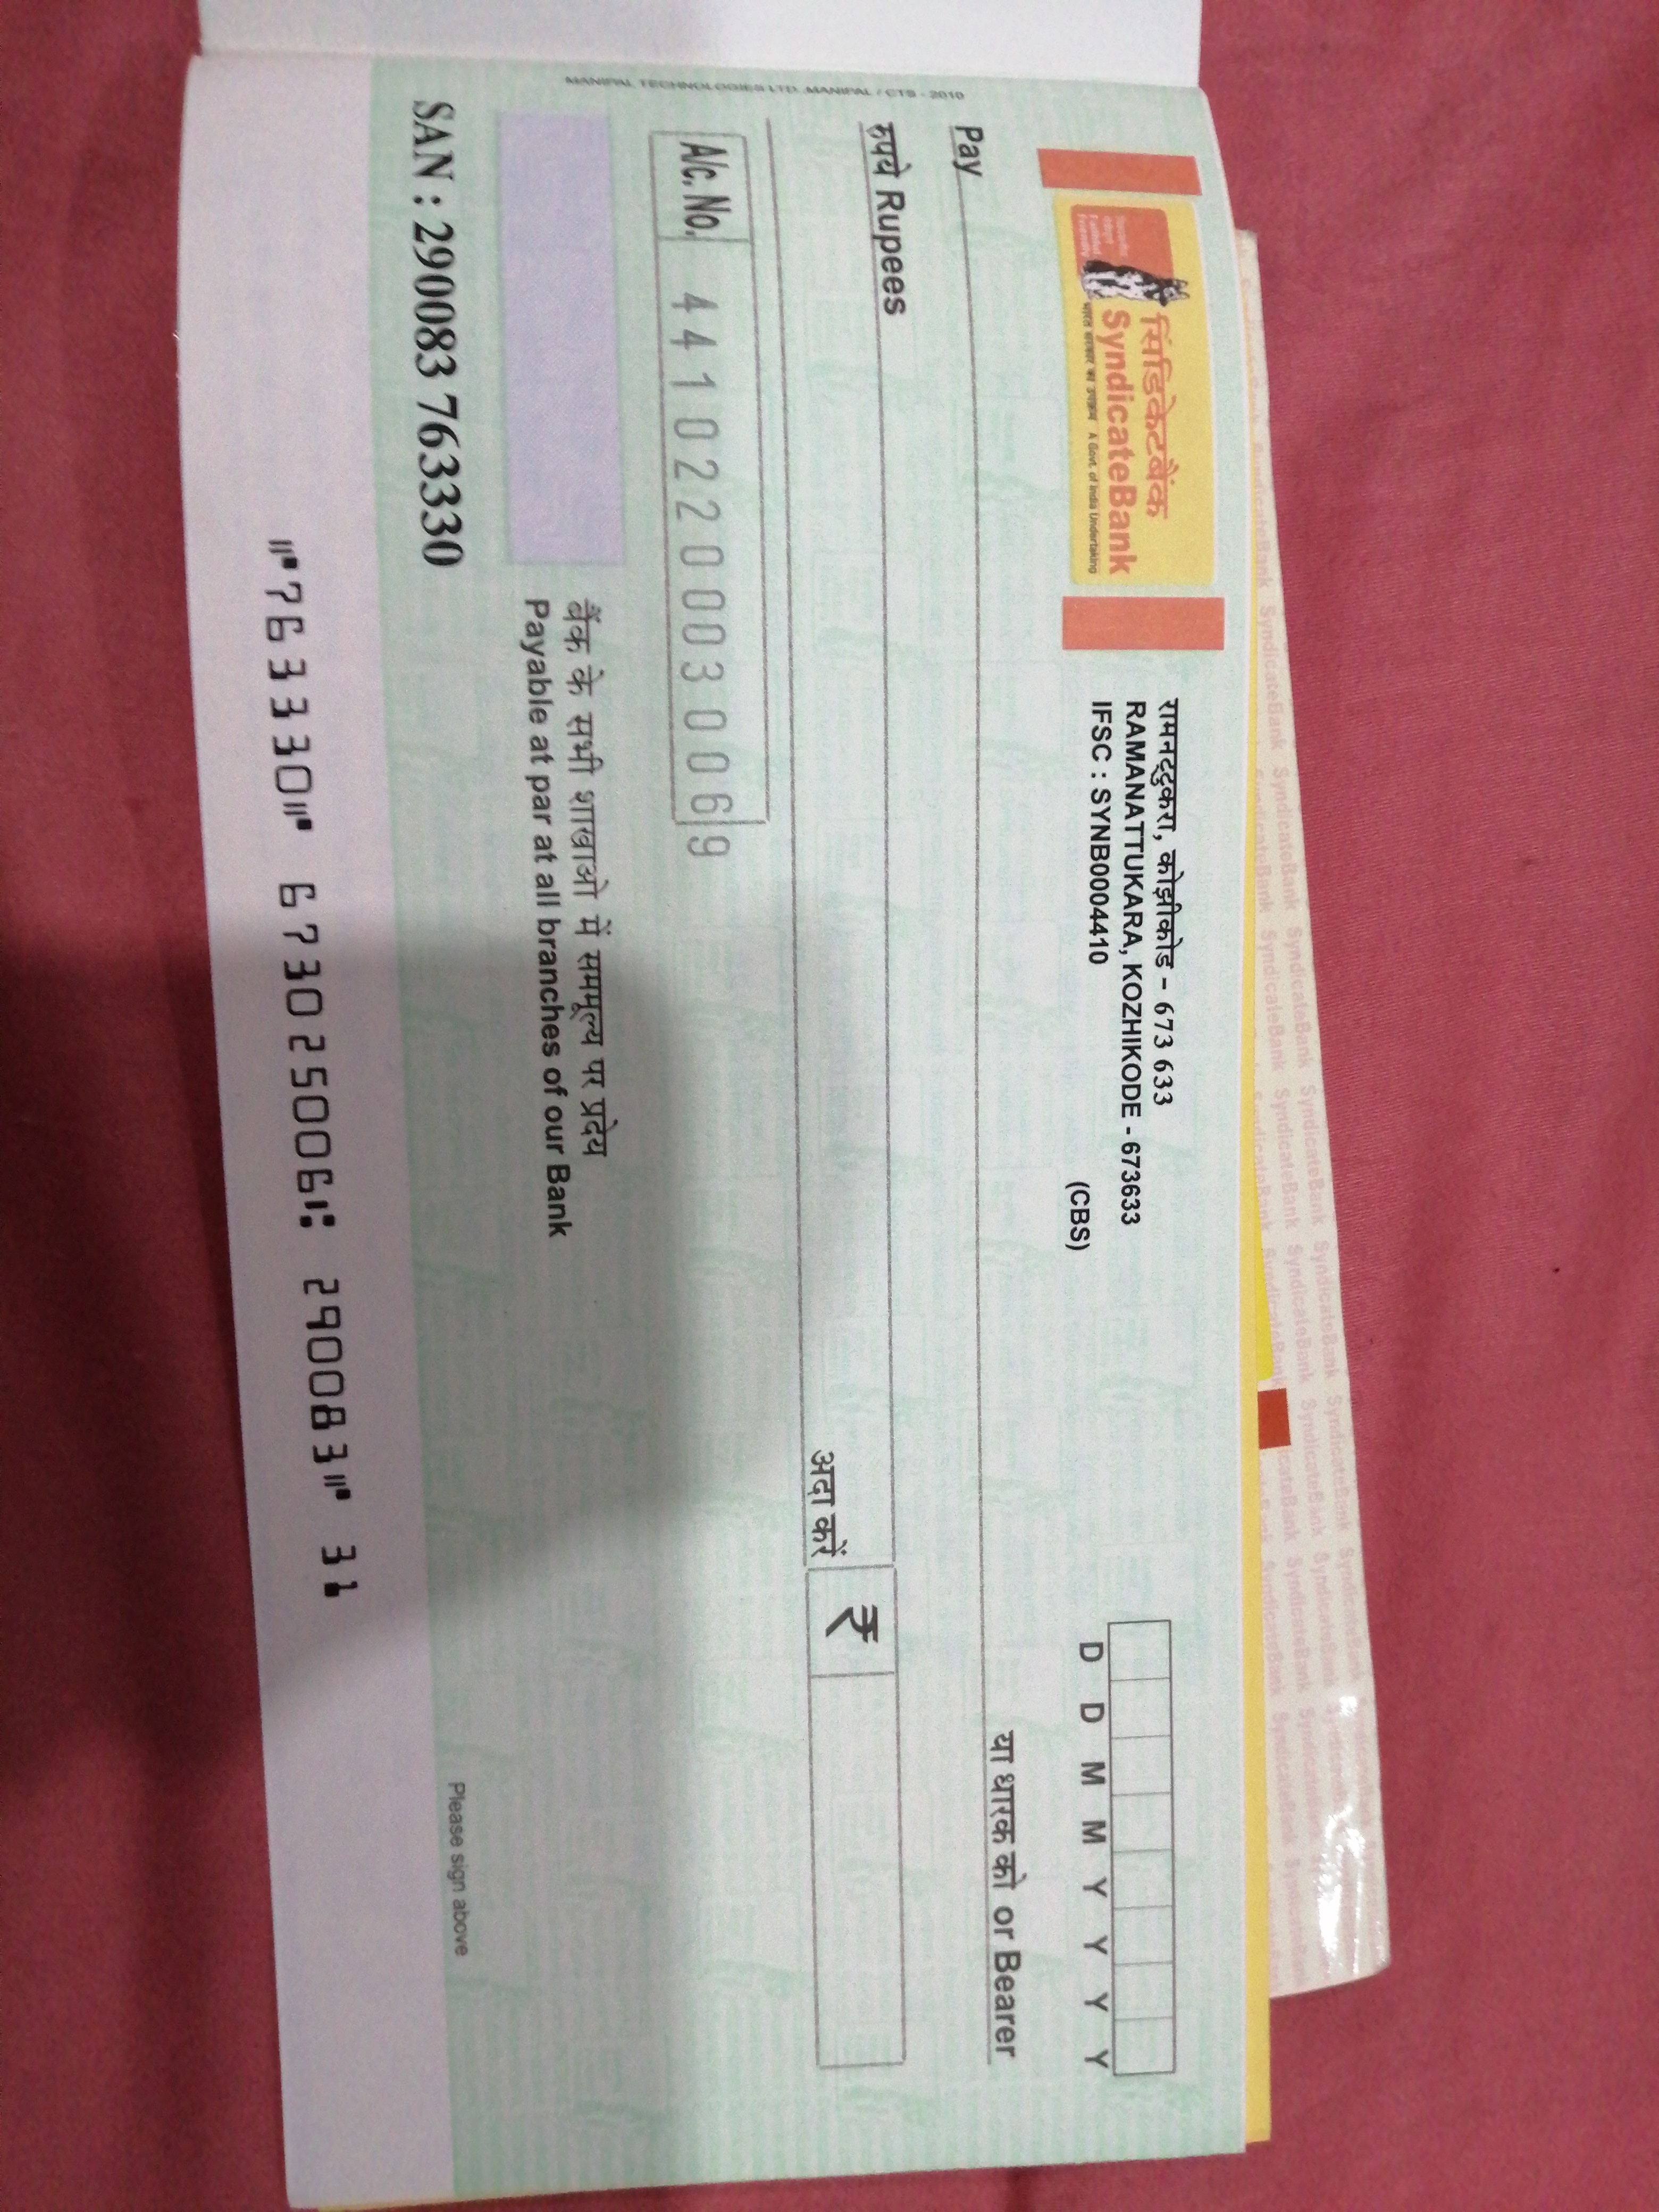 MANIPAL TECHNOLOGIES LTD. MANIPAL / CTS - 2010
सिंडिकेटबैंक
SyndicateBank
भारत सरकार का उपक्रम A Govt. of India Undertaking
रामनट्टुकरा, कोझीकोड - 673 633
RAMANATTUKARA, KOZHIKODE - 673633
IFSC : SYNB0004410
(CBS)
D D M M Y Y Y Y
Pay
या धारक को or Bearer
रुपये Rupees
अदा करें ₹
A/c. No. 44102200030069
बैंक के सभी शाखाओ में सममूल्य पर प्रदेय
Payable at par at all branches of our Bank
SAN : 290083 763330
Please sign above
⑈763330⑈ 673025006⑆ 290083⑈ 31